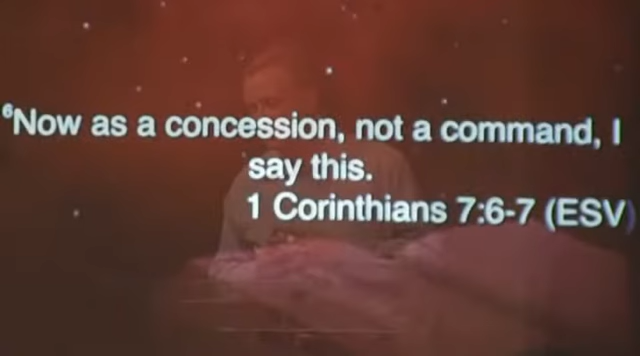 ⁶Now as a concession, not a command, I
say this.
1 Corinthians 7:6-7 (ESV)